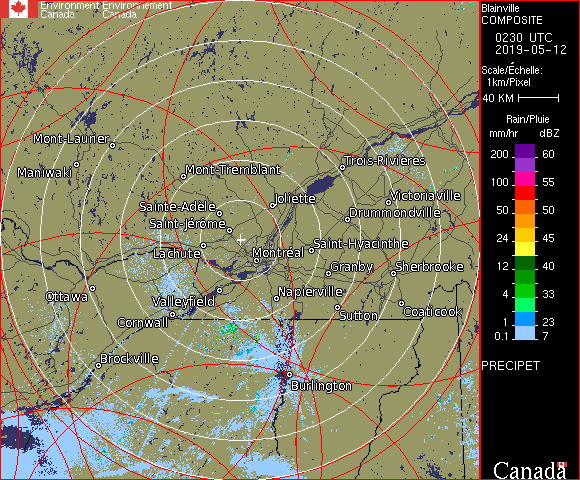 Environment Environnement
Canada Canada
Blainville
COMPOSITE
0230 UTC
2019-05-12
Scale/Échelle:
1km/Pixel
40 KM
Rain/Pluie
mm/hr dBZ
200 60
100 55
50 50
24 45
12 40
4 33
1 23
0.1 7
PRECIPET
Canada
Mont-Laurier
Maniwaki
Mont-Tremblant
Trois-Rivières
Joliette
Victoriaville
Sainte-Adèle
Drummondville
Saint-Jérôme
Saint-Hyacinthe
Lachute
Montréal
Granby
Sherbrooke
Ottawa
Valleyfield
Napierville
Cornwall
Sutton
Coaticook
Brockville
Burlington